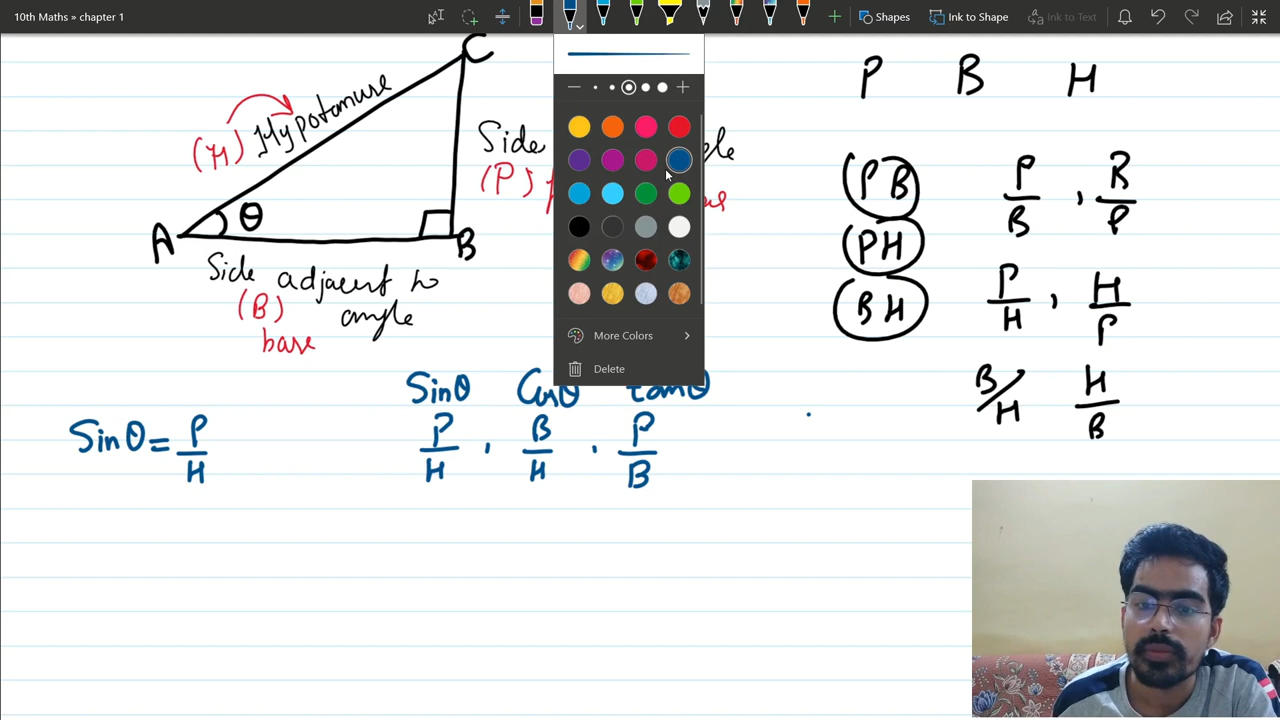 10th Maths » chapter 1
Shapes
Ink to Shape
Ink to Text
C
P B H
(H) Hypotenuse
Side
(P)
θ
A
B
Side adjacent to
(B) angle
base
PB
P/B , B/P
PH
P/H , H/P
BH
B/H H/B
More Colors
Delete
Sinθ Cosθ tanθ
Sinθ = P/H
P/H , B/H , P/B